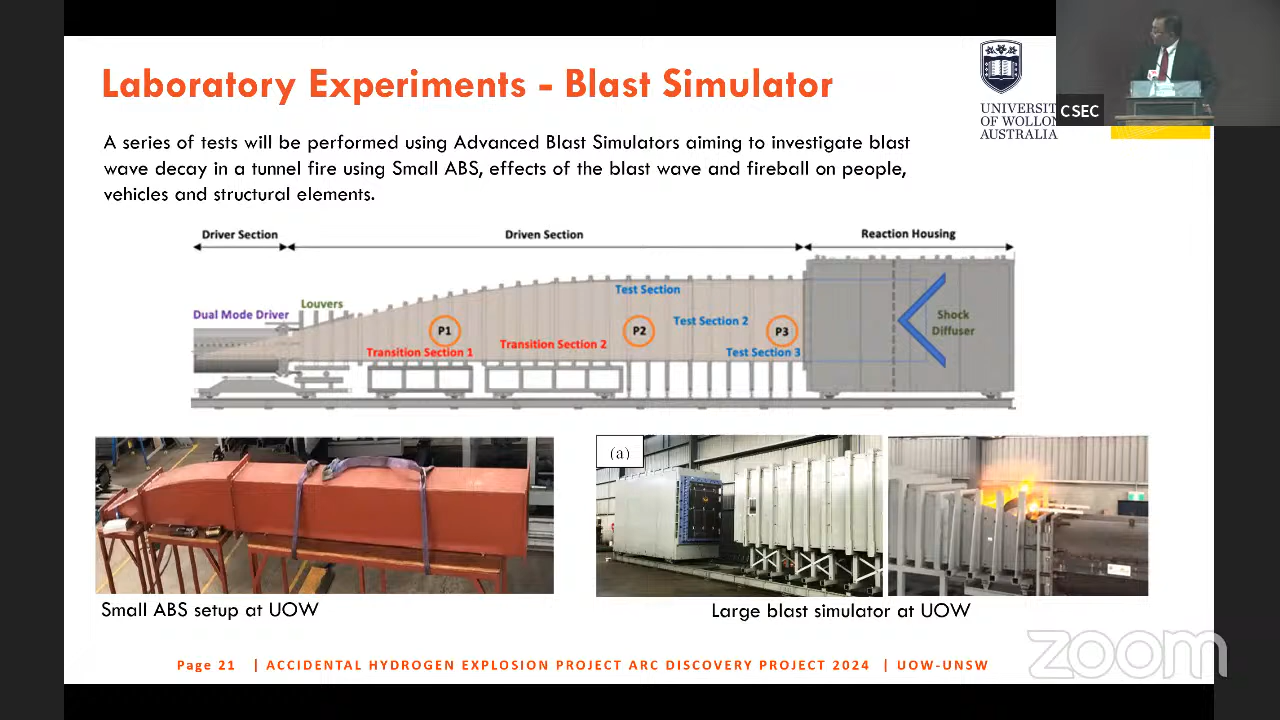 Laboratory Experiments - Blast Simulator
UNIVERSIT
OF WOLLON
AUSTRALIA
CSEC
A series of tests will be performed using Advanced Blast Simulators aiming to investigate blast
wave decay in a tunnel fire using Small ABS, effects of the blast wave and fireball on people,
vehicles and structural elements.
Driver Section
Driven Section
Reaction Housing
Dual Mode Driver
Louvers
Test Section
Test Section 2
Test Section 3
P1
P2
P3
Transition Section 1
Transition Section 2
Shock
Diffuser
(a)
Small ABS setup at UOW
Large blast simulator at UOW
Page 21 | ACCIDENTAL HYDROGEN EXPLOSION PROJECT ARC DISCOVERY PROJECT 2024 | UOW-UNSW
zoom